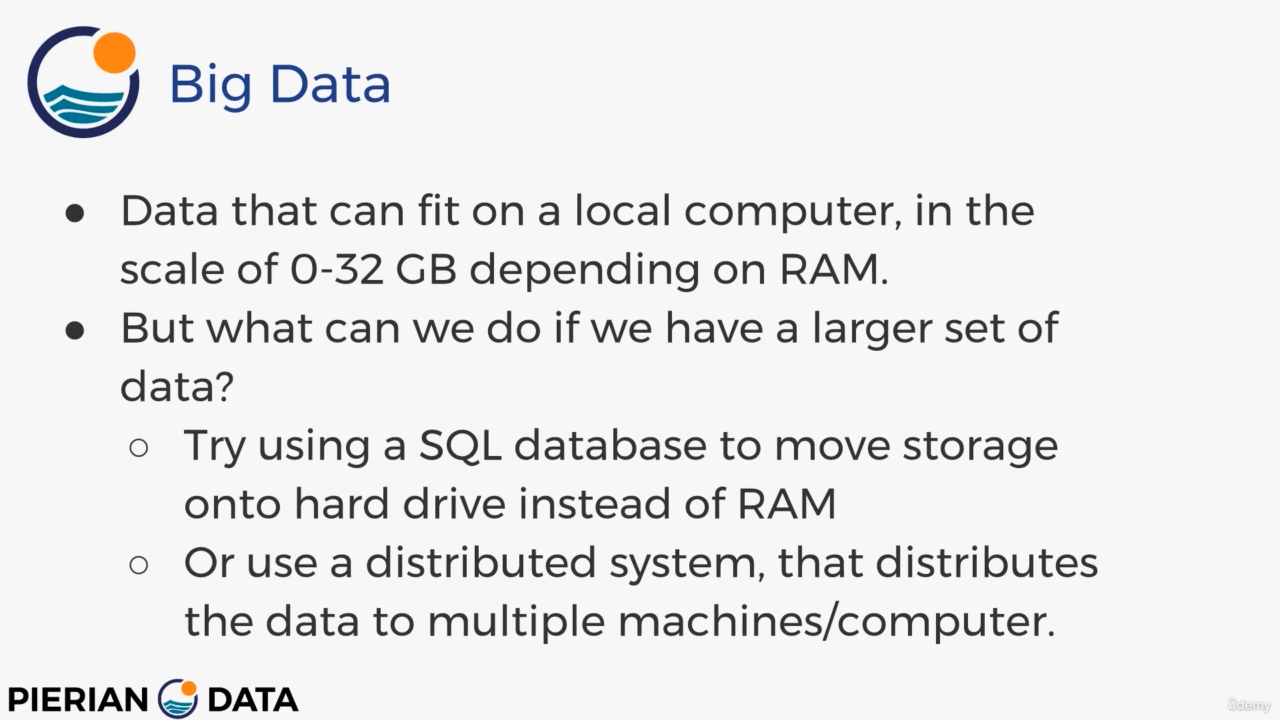 Big Data
● Data that can fit on a local computer, in the
scale of 0-32 GB depending on RAM.
● But what can we do if we have a larger set of
data?
○ Try using a SQL database to move storage
onto hard drive instead of RAM
○ Or use a distributed system, that distributes
the data to multiple machines/computer.
PIERIAN DATA
ûdemy